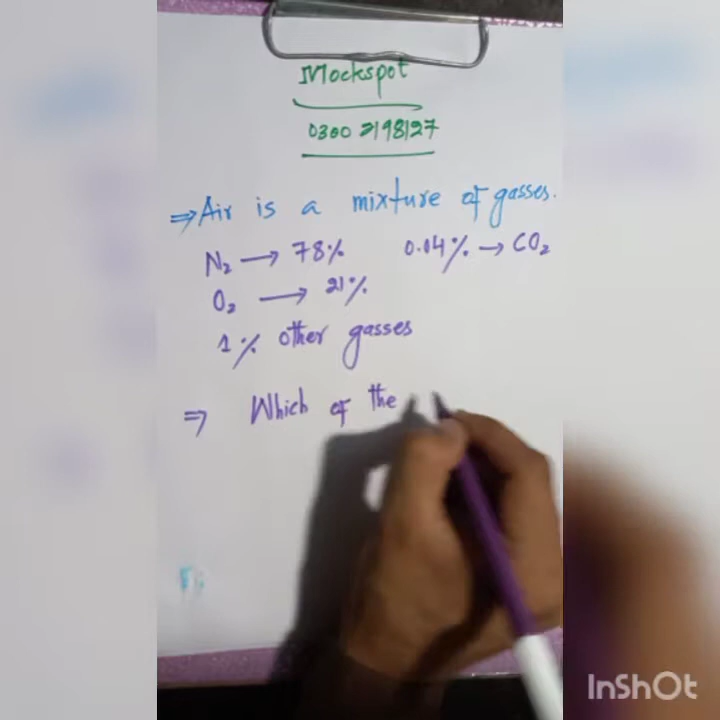 Mockspot
0300 2198127
⇒ Air is a mixture of gasses.
N₂ → 78% 0.04% → CO₂
O₂ → 21%
1% other gasses
⇒ Which of the
InShOt